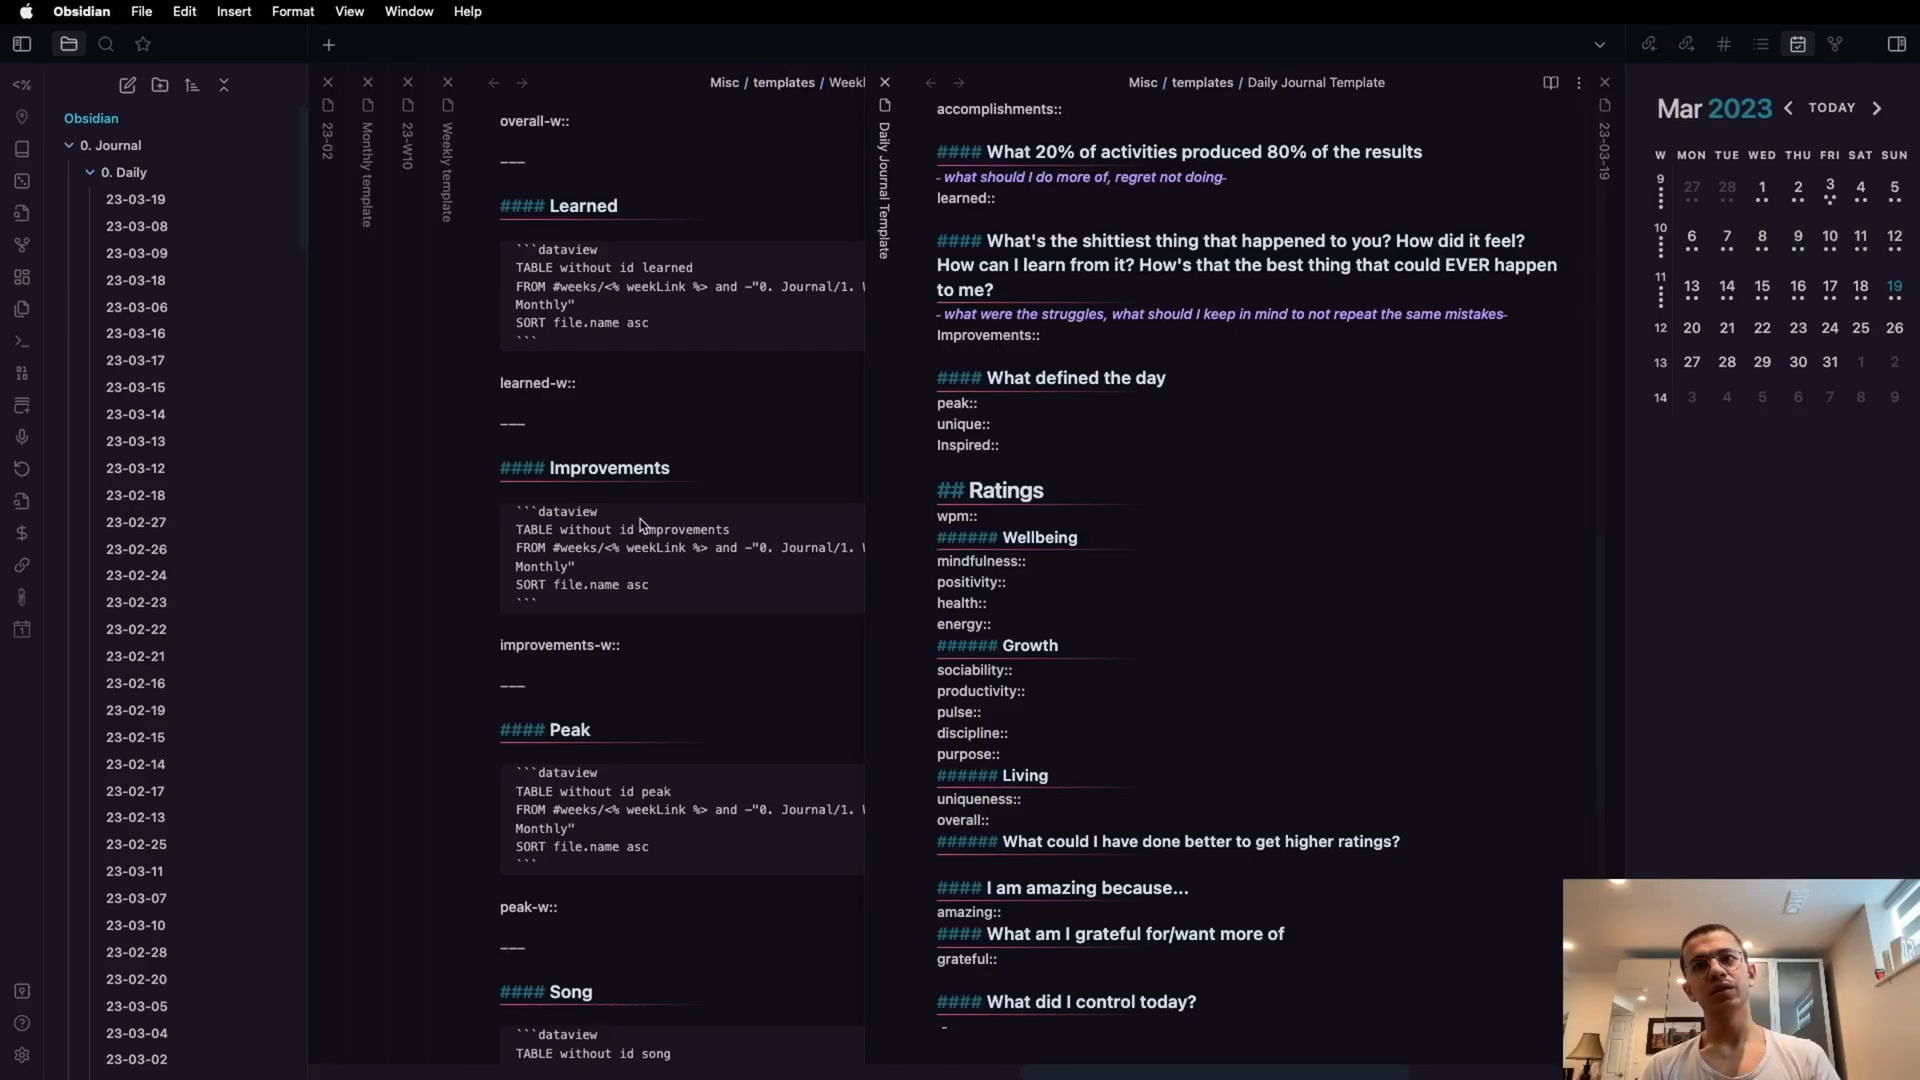 Obsidian File Edit Insert Format View Window Help
<%
Obsidian
0. Journal
0. Daily
23-03-19
23-03-08
23-03-09
23-03-18
23-03-06
23-03-16
23-03-17
23-03-15
23-03-14
23-03-13
23-03-12
23-02-18
23-02-27
23-02-26
23-02-24
23-02-23
23-02-22
23-02-21
23-02-16
23-02-19
23-02-15
23-02-14
23-02-17
23-02-13
23-02-25
23-03-11
23-03-07
23-03-10
23-02-28
23-02-20
23-03-05
23-03-04
23-03-02
23-02
Monthly template
23-W10
Weekly template
Misc / templates / Weekl
overall-w::
___
#### Learned
```dataview
TABLE without id learned
FROM #weeks/<% weekLink %> and -"0. Journal/1.
Monthly"
SORT file.name asc
```
learned-w::
___
#### Improvements
```dataview
TABLE without id improvements
FROM #weeks/<% weekLink %> and -"0. Journal/1.
Monthly"
SORT file.name asc
```
improvements-w::
___
#### Peak
```dataview
TABLE without id peak
FROM #weeks/<% weekLink %> and -"0. Journal/1.
Monthly"
SORT file.name asc
```
peak-w::
___
#### Song
```dataview
TABLE without id song
Daily Journal Template
Misc / templates / Daily Journal Template
accomplishments::
#### What 20% of activities produced 80% of the results
- what should I do more of, regret not doing-
learned::
#### What's the shittiest thing that happened to you? How did it feel?
How can I learn from it? How's that the best thing that could EVER happen
to me?
- what were the struggles, what should I keep in mind to not repeat the same mistakes-
Improvements::
#### What defined the day
peak::
unique::
Inspired::
## Ratings
wpm::
###### Wellbeing
mindfulness::
positivity::
health::
energy::
###### Growth
sociability::
productivity::
pulse::
discipline::
purpose::
###### Living
uniqueness::
overall::
###### What could I have done better to get higher ratings?
#### I am amazing because...
amazing::
#### What am I grateful for/want more of
grateful::
#### What did I control today?
-
23-03-19
Mar 2023 < TODAY >
W MON TUE WED THU FRI SAT SUN
9 27 28 1 2 3 4 5
10 6 7 8 9 10 11 12
11 13 14 15 16 17 18 19
12 20 21 22 23 24 25 26
13 27 28 29 30 31 1 2
14 3 4 5 6 7 8 9